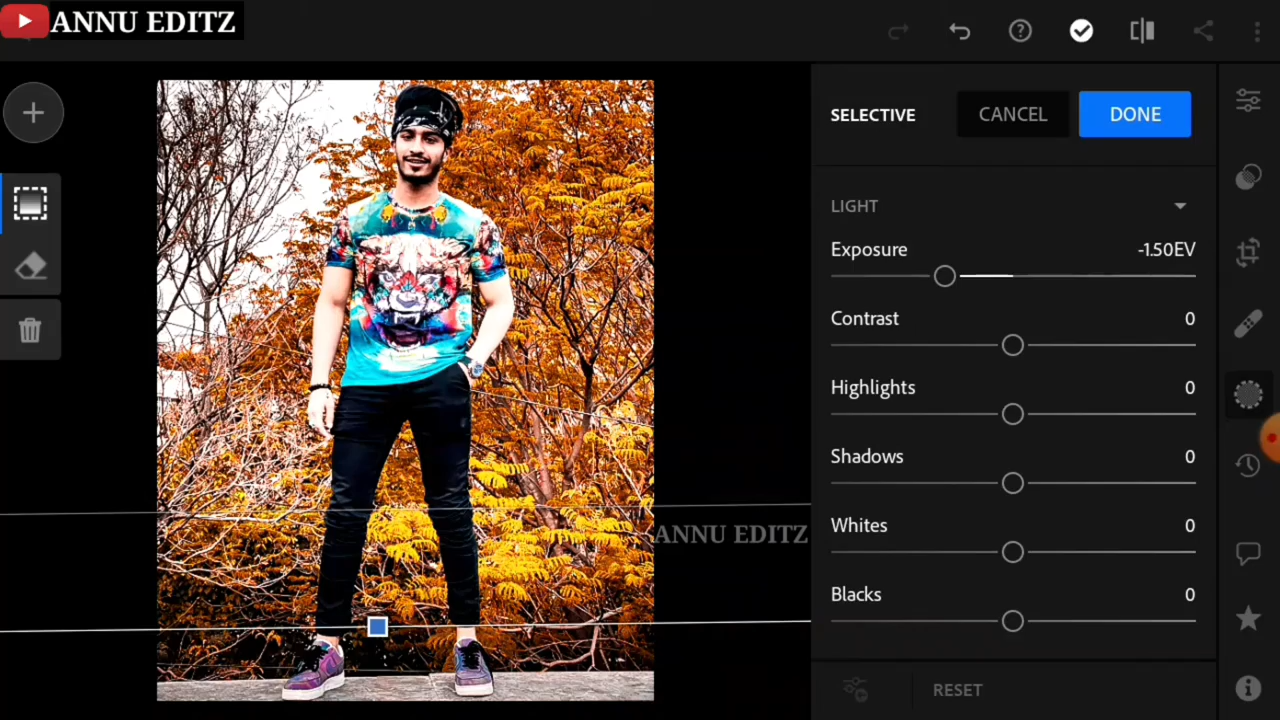 ANNU EDITZ
SELECTIVE
CANCEL
DONE
LIGHT
Exposure
-1.50EV
Contrast
0
Highlights
0
Shadows
0
ANNU EDITZ
Whites
0
Blacks
0
RESET